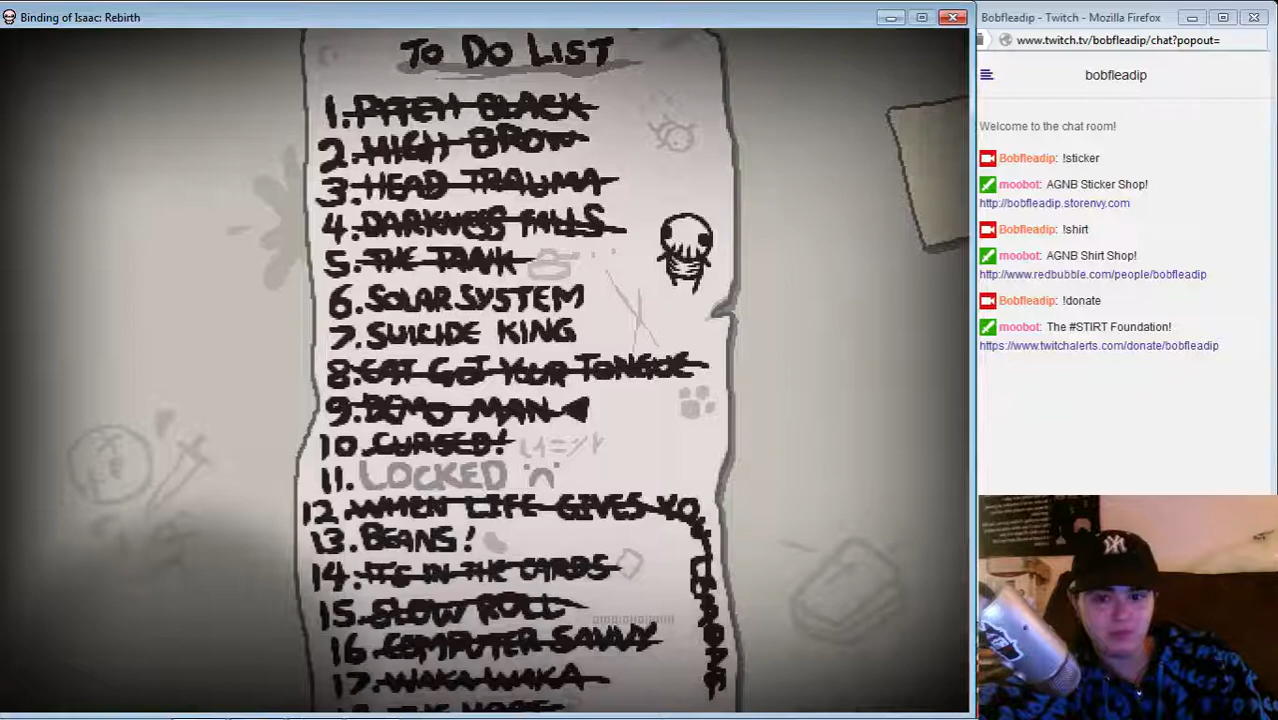 Binding of Isaac: Rebirth
TO DO LIST
1. PITCH BLACK
2. HIGH BROW
3. HEAD TRAUMA
4. DARKNESS FALLS
5. THE TANK
6. SOLAR SYSTEM
7. SUICIDE KING
8. CAT GOT YOUR TONGUE
9. DEMO MAN
10. CURSED!
11. LOCKED
12. WHEN LIFE GIVES YOU LEMONS
13. BEANS!
14. IT'S IN THE CARDS
15. SLOW ROLL
16. COMPUTER SAVVY
17. WAKA WAKA
Bobfleadip - Twitch - Mozilla Firefox
www.twitch.tv/bobfleadip/chat?popout=
bobfleadip
Welcome to the chat room!
Bobfleadip: !sticker
moobot: AGNB Sticker Shop!
http://bobfleadip.storenvy.com
Bobfleadip: !shirt
moobot: AGNB Shirt Shop!
http://www.redbubble.com/people/bobfleadip
Bobfleadip: !donate
moobot: The #STIRT Foundation!
https://www.twitchalerts.com/donate/bobfleadip